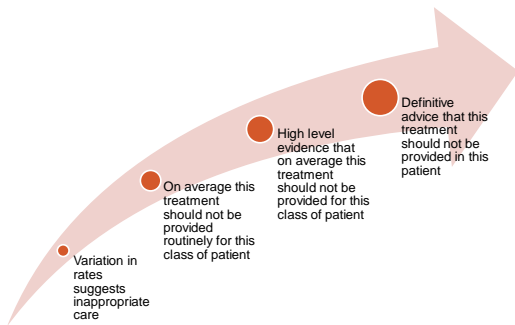 Variation in
rates
suggests
inappropriate
care
On average this
treatment
should not be
provided
routinely for this
class of patient
High level
evidence that
on average this
treatment
should not be
provided for this
class of patient
Definitive
advice that this
treatment
should not be
provided in this
patient